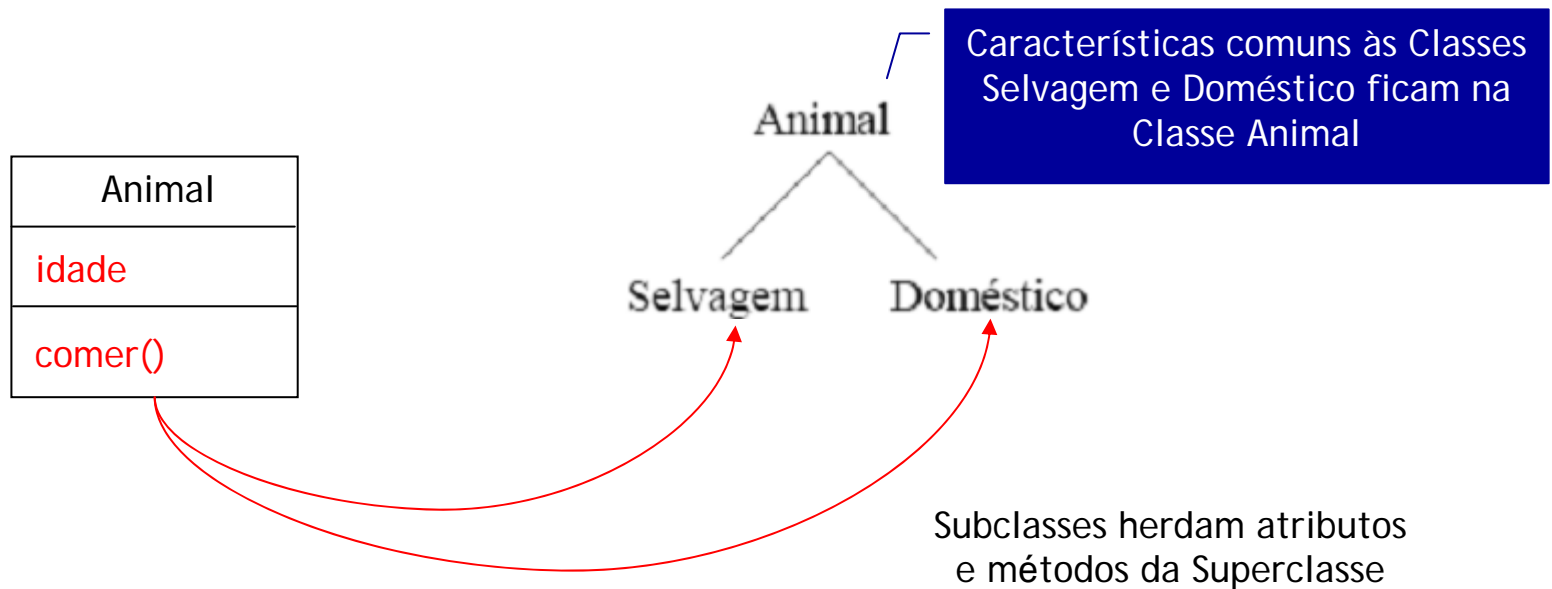 Características comuns às Classes
Selvagem e Doméstico ficam na
Classe Animal
Animal
Animal
idade
comer()
Selvagem
Doméstico
Subclasses herdam atributos
e métodos da Superclasse